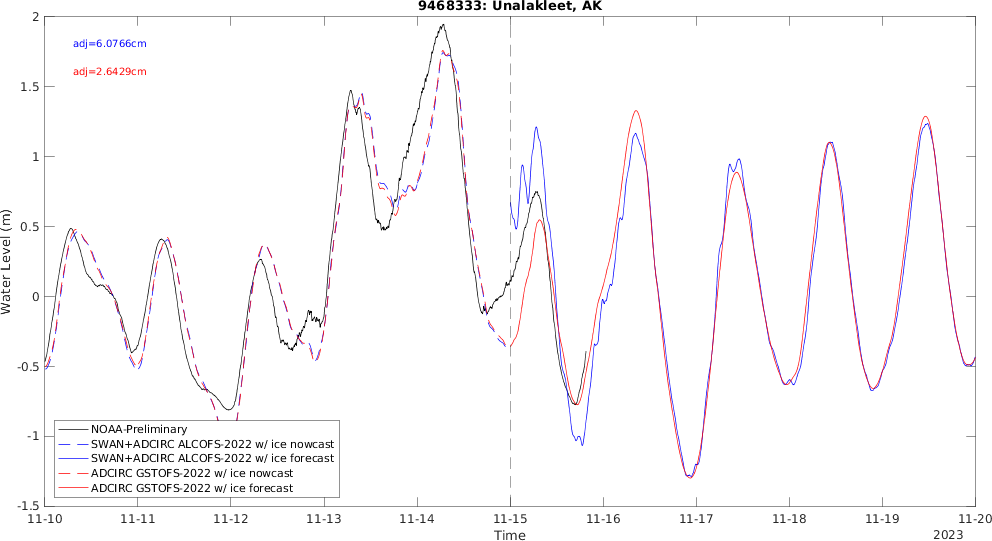 9468333: Unalakleet, AK
adj=6.0766cm
adj=2.6429cm
Water Level (m)
2
1.5
1
0.5
0
-0.5
-1
-1.5
NOAA-Preliminary
SWAN+ADCIRC ALCOFS-2022 w/ ice nowcast
SWAN+ADCIRC ALCOFS-2022 w/ ice forecast
ADCIRC GSTOFS-2022 w/ ice nowcast
ADCIRC GSTOFS-2022 w/ ice forecast
11-10 11-11 11-12 11-13 11-14 11-15 11-16 11-17 11-18 11-19 11-20
Time
2023